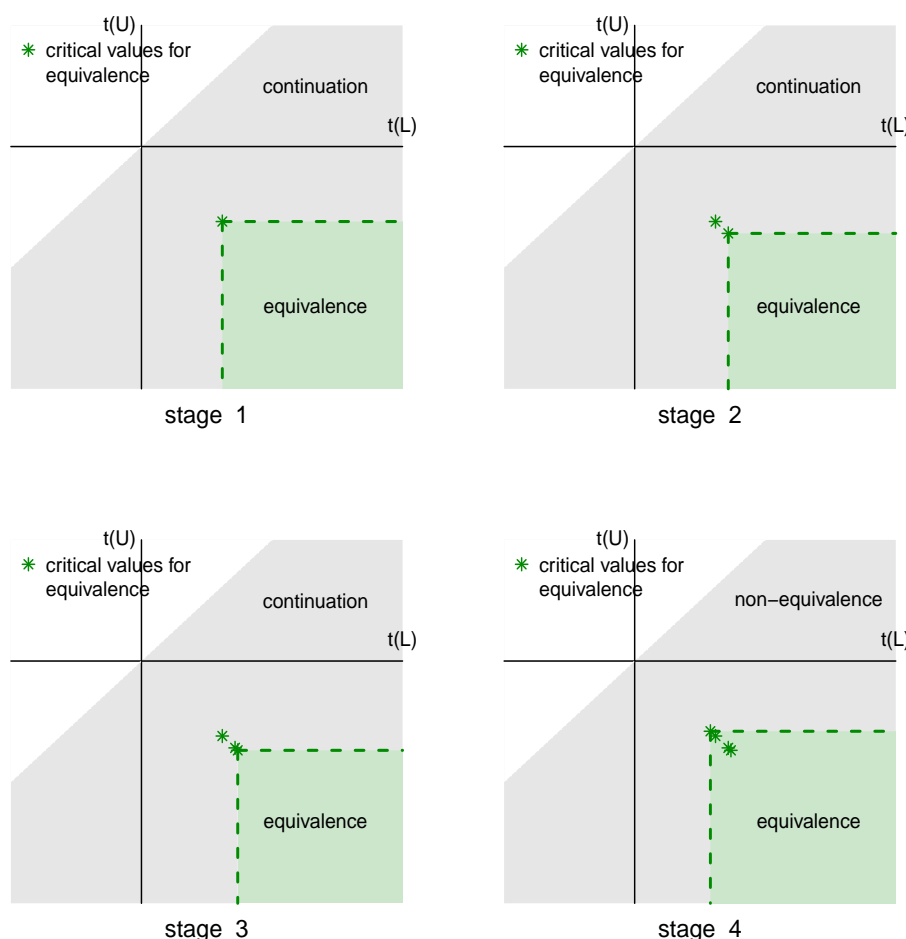 t(U)
critical values for
equivalence
continuation
t(L)
equivalence
stage 1
t(U)
critical values for
equivalence
continuation
t(L)
equivalence
stage 2
t(U)
critical values for
equivalence
continuation
t(L)
equivalence
stage 3
t(U)
critical values for
equivalence
non−equivalence
t(L)
equivalence
stage 4